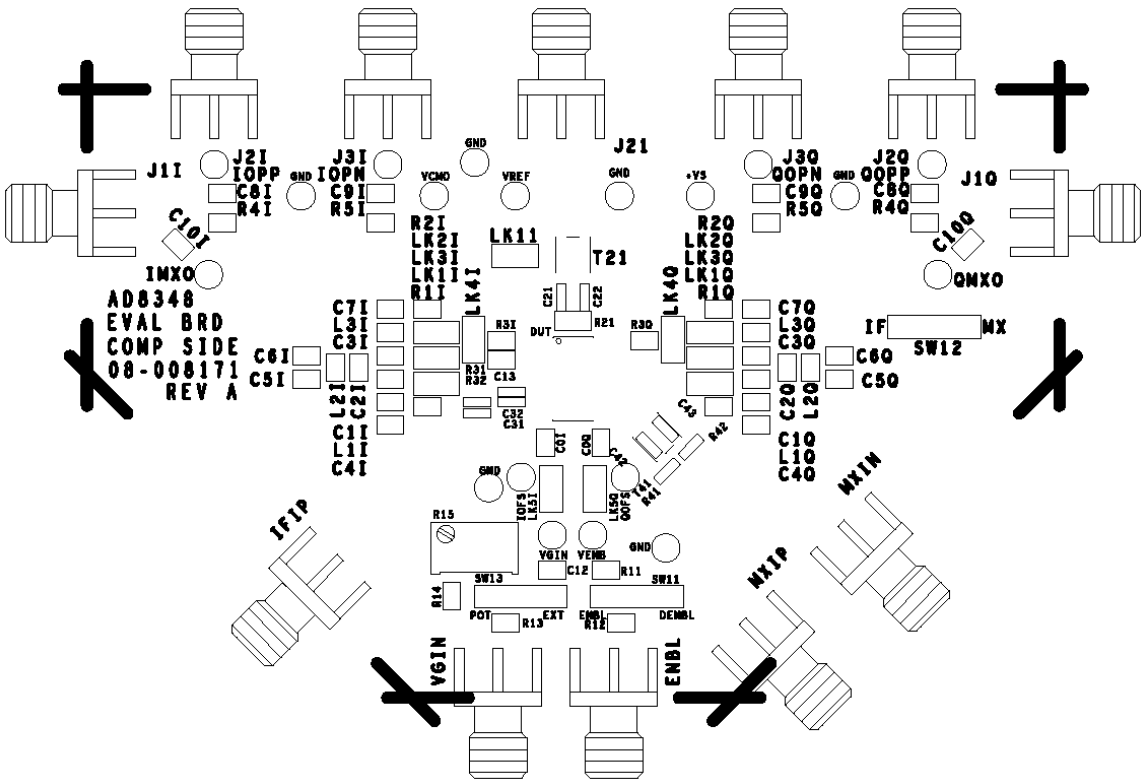 J1I
J2I
IOPP
C8I
R4I
GND
J3I
IOPN
C9I
R5I
GND
VCMO
VREF
J21
GND
+VS
J3Q
QOPN
C9Q
R5Q
GND
J2Q
QOPP
C8Q
R4Q
J1Q
C10I
C10Q
IMXO
QMXO
R2I
LK2I
LK3I
LK1I
R1I
LK11
T21
R2Q
LK2Q
LK3Q
LK1Q
R1Q
AD8348
EVAL BRD
COMP SIDE
08-008171
REV A
LK4I
LK4Q
C21
C22
R21
DUT
C7I
L3I
C3I
C6I
C5I
L2I
C2I
C1I
L1I
C4I
R3I
R31
R32
C13
C32
C31
R3Q
C7Q
L3Q
C3Q
C6Q
C5Q
C2Q
L2Q
C1Q
L1Q
C4Q
IF
MX
SW12
C43
R42
C0I
C0Q
C42
T41
R41
GND
IOFS
LK5I
LK5Q
QOFS
MXIN
IFIP
R15
VGIN
VENB
GND
MXIP
SW13
C12
R11
SW11
R14
POT
EXT
ENBL
DENBL
R13
R12
VGIN
ENBL